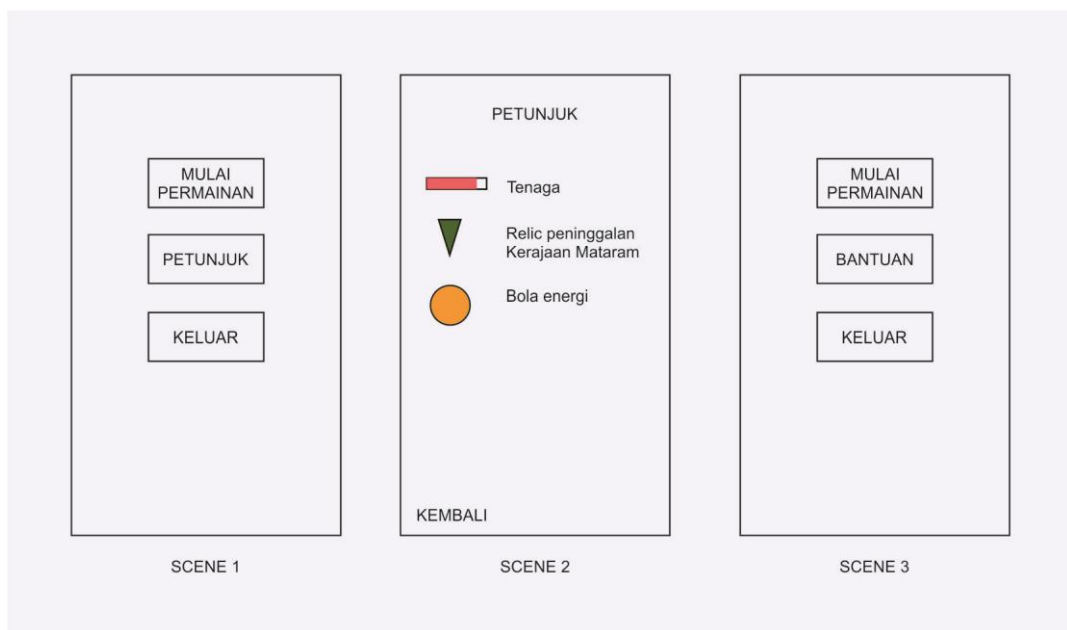 MULAI
PERMAINAN
PETUNJUK
KELUAR
SCENE 1
PETUNJUK
Tenaga
Relic peninggalan
Kerajaan Mataram
Bola energi
KEMBALI
SCENE 2
MULAI
PERMAINAN
BANTUAN
KELUAR
SCENE 3